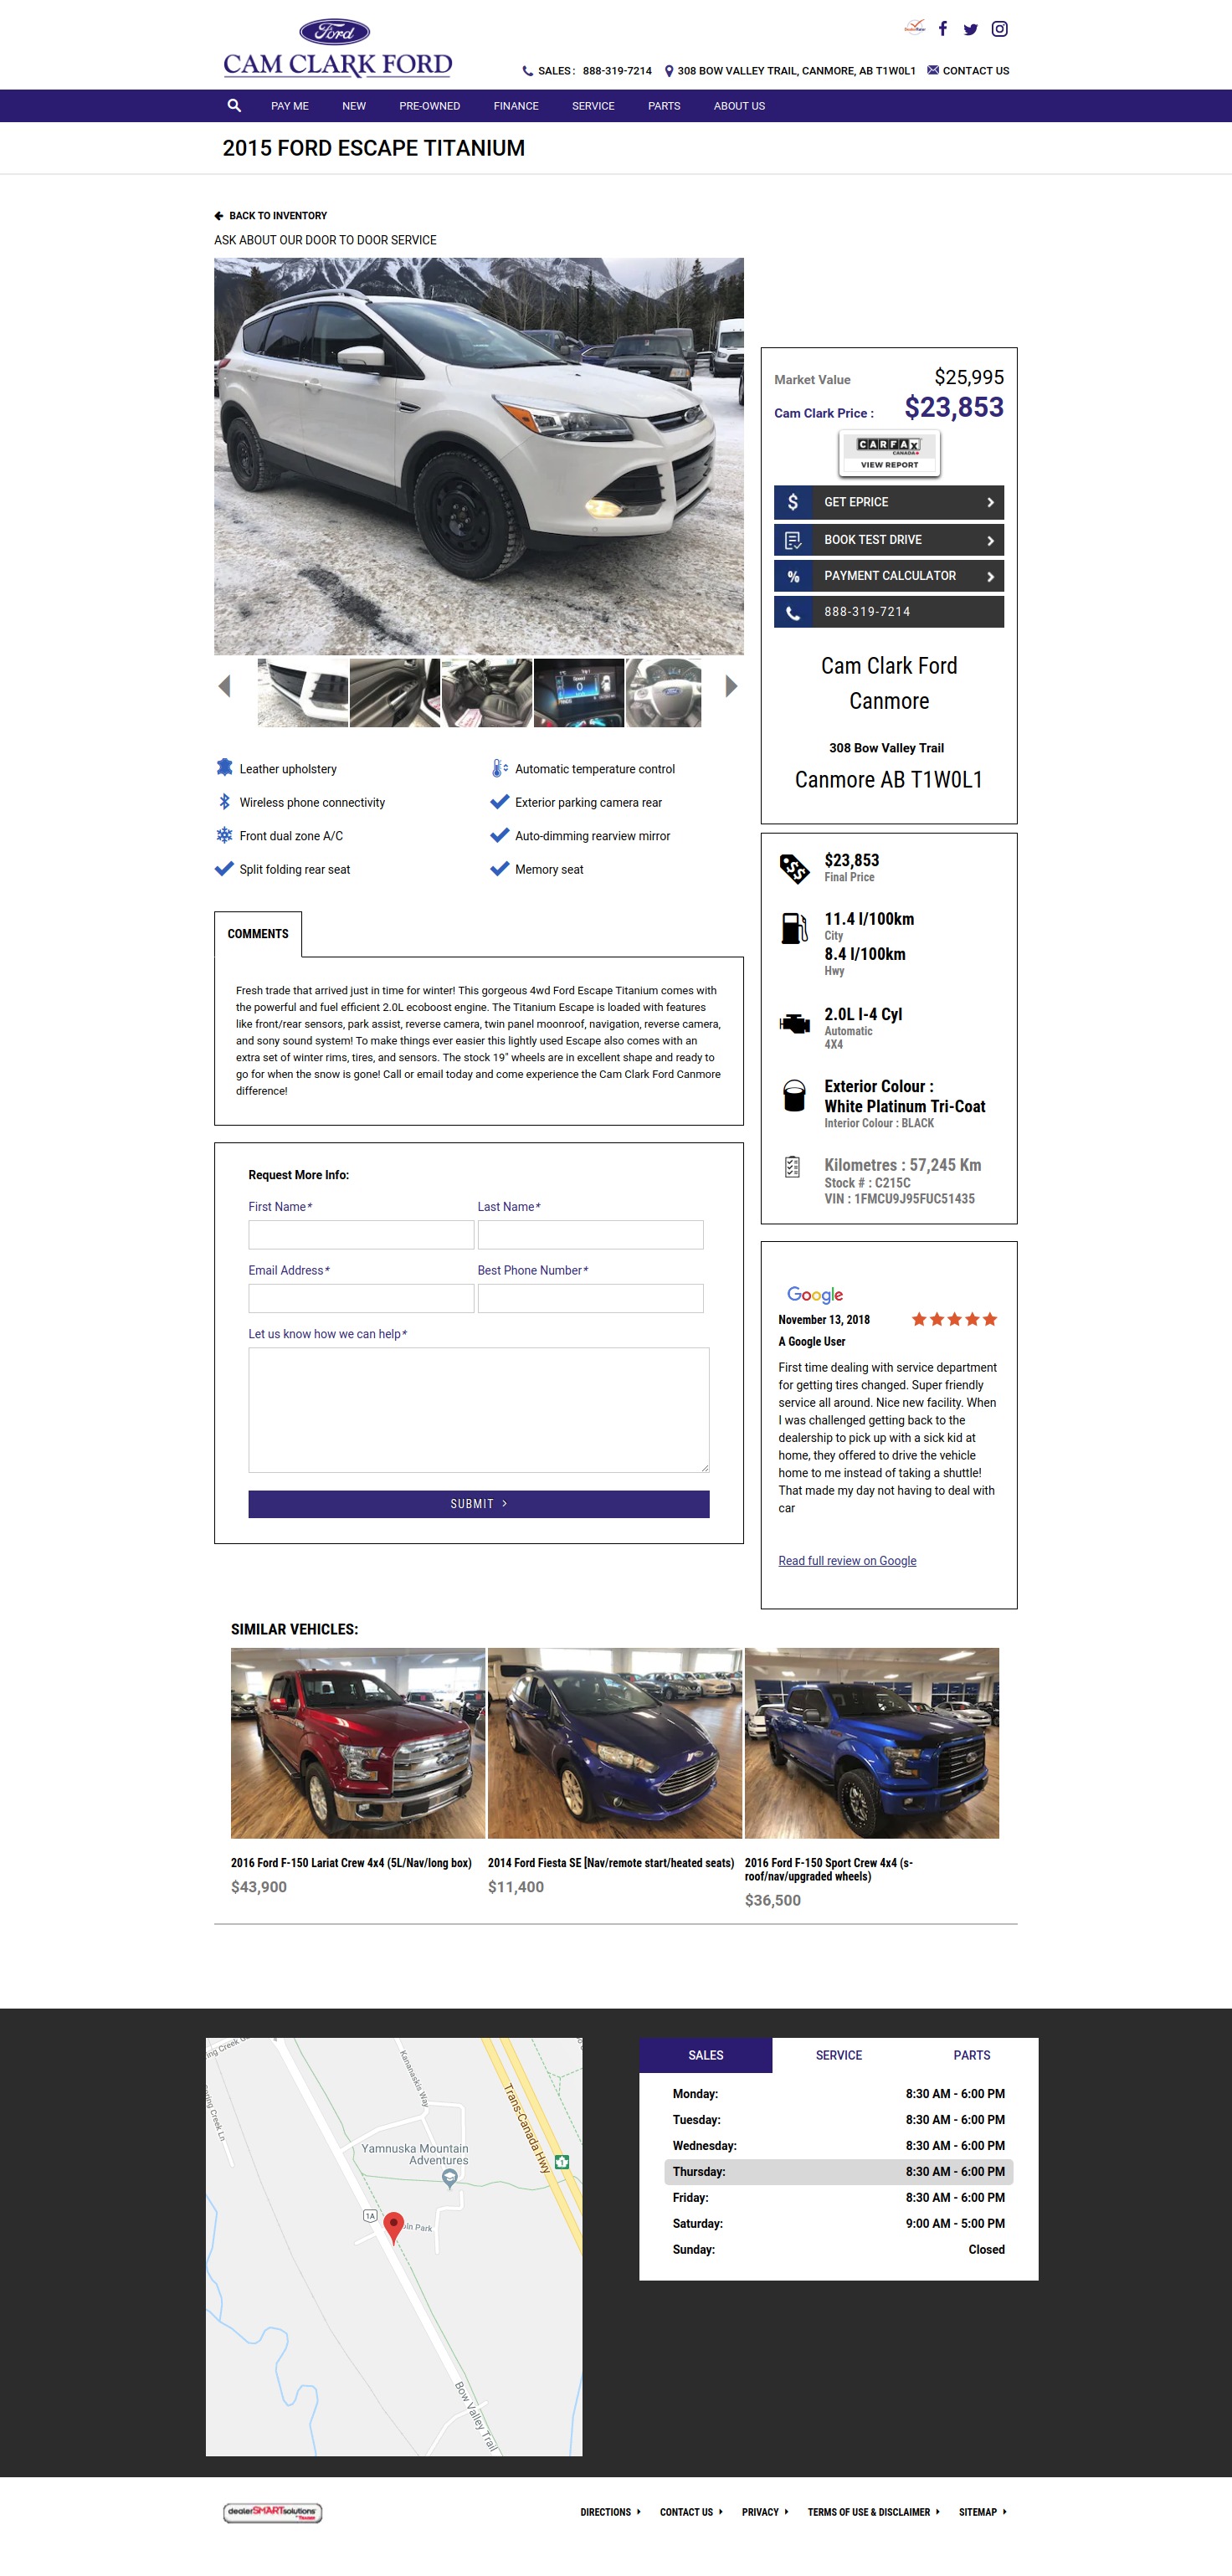 Ford
CAM CLARK FORD
SALES : 888-319-7214
308 BOW VALLEY TRAIL, CANMORE, AB T1W0L1
CONTACT US
PAY ME
NEW
PRE-OWNED
FINANCE
SERVICE
PARTS
ABOUT US
2015 FORD ESCAPE TITANIUM
BACK TO INVENTORY
ASK ABOUT OUR DOOR TO DOOR SERVICE
Market Value
$25,995
Cam Clark Price :
$23,853
CARFAX
CANADA
VIEW REPORT
GET EPRICE
BOOK TEST DRIVE
PAYMENT CALCULATOR
888-319-7214
Cam Clark Ford
Canmore
308 Bow Valley Trail
Canmore AB T1W0L1
Leather upholstery
Automatic temperature control
Wireless phone connectivity
Exterior parking camera rear
Front dual zone A/C
Auto-dimming rearview mirror
Split folding rear seat
Memory seat
COMMENTS
Fresh trade that arrived just in time for winter! This gorgeous 4wd Ford Escape Titanium comes with
the powerful and fuel efficient 2.0L ecoboost engine. The Titanium Escape is loaded with features
like front/rear sensors, park assist, reverse camera, twin panel moonroof, navigation, reverse camera,
and sony sound system! To make things ever easier this lightly used Escape also comes with an
extra set of winter rims, tires, and sensors. The stock 19" wheels are in excellent shape and ready to
go for when the snow is gone! Call or email today and come experience the Cam Clark Ford Canmore
difference!
$23,853
Final Price
11.4 l/100km
City
8.4 l/100km
Hwy
2.0L I-4 Cyl
Automatic
4X4
Exterior Colour :
White Platinum Tri-Coat
Interior Colour : BLACK
Kilometres : 57,245 Km
Stock # : C215C
VIN : 1FMCU9J95FUC51435
Request More Info:
First Name*
Last Name*
Email Address*
Best Phone Number*
Let us know how we can help*
SUBMIT
Google
November 13, 2018
A Google User
First time dealing with service department
for getting tires changed. Super friendly
service all around. Nice new facility. When
I was challenged getting back to the
dealership to pick up with a sick kid at
home, they offered to drive the vehicle
home to me instead of taking a shuttle!
That made my day not having to deal with
car
Read full review on Google
SIMILAR VEHICLES:
2016 Ford F-150 Lariat Crew 4x4 (5L/Nav/long box)
$43,900
2014 Ford Fiesta SE [Nav/remote start/heated seats)
$11,400
2016 Ford F-150 Sport Crew 4x4 (s-
roof/nav/upgraded wheels)
$36,500
Kananaskis Way
Trans-Canada Hwy
Yamnuska Mountain
Adventures
1A
1
Bow Valley Trail
SALES
SERVICE
PARTS
Monday: 8:30 AM - 6:00 PM
Tuesday: 8:30 AM - 6:00 PM
Wednesday: 8:30 AM - 6:00 PM
Thursday: 8:30 AM - 6:00 PM
Friday: 8:30 AM - 6:00 PM
Saturday: 9:00 AM - 5:00 PM
Sunday: Closed
dealerSMARTsolutions
DIRECTIONS
CONTACT US
PRIVACY
TERMS OF USE & DISCLAIMER
SITEMAP